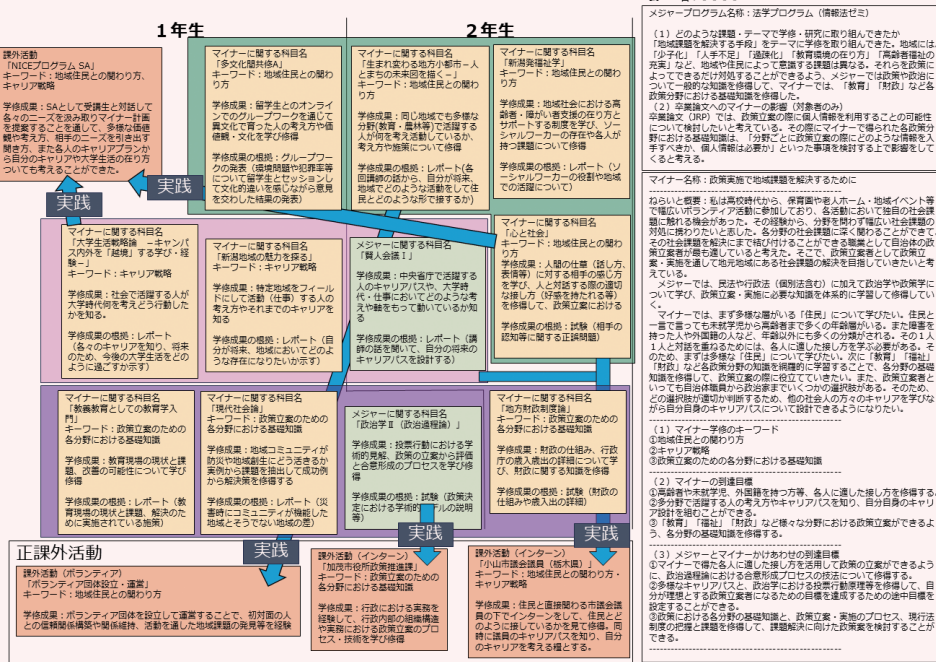 1年生
2年生
課外活動
「NICEプログラム SA」
キーワード：地域住民との関わり方、
キャリア戦略
学修成果：SAとして受講生と対話して
各々のニーズを汲み取りマイナー計画
を提案することを通して、多様な価値
観や考え方、相手のニーズを引き出す
聞き方、また各人のキャリアプランか
ら自分のキャリアや大学生活の在り方
ついても考えることができる。
実践
マイナーに関する科目名
「多文化間共修A」
キーワード：地域住民との関わ
り方
学修成果：留学生とのオンライン
でのグループワークを通して
異文化で育った人の考え方や価
値観・文化を学び修得
学修成果の根拠：グループワー
クの発表（環境問題や犯罪率等
について留学生とセッションし
て文化的違いを感じながら意見
を交わした結果の発表）
実践
マイナーに関する科目名
「生まれ変わる地方小都市－人
とまちの未来図を描く－」
キーワード：地域住民との関わ
り方
学修成果：同じ地域でも多様な
分野(教育・農林等)で活躍する
人が何を考え活動しているか、
考え方や施策について修得
学修成果の根拠：レポート(各
回講師の話から、自分が将来、
地域でどのような活動をして住
民とどのような形で接するか)
マイナーに関する科目名
「新潟発福祉学」
キーワード：地域住民との関わ
り方
学修成果：地域社会における高
齢者・障がい者支援の在り方と
サポートする制度を学び、ソー
シャルワーカーの存在や各人が
持つ課題について修得
学修成果の根拠：レポート（ソ
ーシャルワーカーの役割や地域
での活躍について）
マイナーに関する科目名
「大学生活戦略論 －キャンパ
ス内外を「越境」する学び・経
験－」
キーワード：キャリア戦略
学修成果：社会で活躍する人が
大学時代何を考えどう行動した
かを知る。
学修成果の根拠：レポート
（各々のキャリアを知り、将来
のため、今後の大学生活をどの
ように過ごすか示す）
マイナーに関する科目名
「新潟地域の魅力を探る」
キーワード：キャリア戦略
学修成果：特定地域をフィール
ドにして活動（仕事）する人の
考え方やそれまでのキャリアを
知る
学修成果の根拠：レポート（自
分が将来、地域においてどのよ
うな存在になりたいか示す）
メジャーに関する科目名
「賢人会議Ⅰ」
学修成果：中央省庁で活躍する
人のキャリアパスや、大学時
代・仕事においてどのような考
えや軸をもって動いているか知
る
学修成果の根拠：レポート（講
師の話を聞いて、自分の将来の
キャリアパスを設計する）
マイナーに関する科目名
「心と社会」
キーワード：地域住民との関わ
り方
学修成果：人間の仕草（話し方、
表情等）に対する相手の感じ方
を学び、人と対話する際の適切
な接し方（好感を持たれる等）
を修得して、政策立案における
学修成果の根拠：試験（相手の
認知等に関する正誤問題）
マイナーに関する科目名
「教養教育としての教育学入
門」
キーワード：政策立案のための
各分野における基礎知識
学修成果：教育現場の現状と課
題、改善の可能性について学び
修得
学修成果の根拠：レポート（教
育現場の現状と課題、解決のた
めに実施されている施策）
マイナーに関する科目名
「現代社会論」
キーワード：政策立案のための
各分野における基礎知識
学修成果：地域コミュニティが
防災や地域創生にどう活きるか
実例から課題を抽出して成功例
から解決策を修得する
学修成果の根拠：レポート（災
害時にコミュニティが機能した
地域とそうでない地域の差）
メジャーに関する科目名
「政治学Ⅱ（政治過程論）」
学修成果：投票行動における学
術的見解、政策の立案から評価
と合意形成のプロセスを学び修
得
学修成果の根拠：試験（政策決
定における学術的モデルの説明
等）
マイナーに関する科目名
「地方財政制度論」
キーワード：政策立案のための
各分野における基礎知識
学修成果：財政の仕組み、行政
庁の歳入歳出の詳細について学
び、財政に関する知識を修得
学修成果の根拠：試験（財政の
仕組みや歳入出の詳細）
正課外活動
実践
実践
実践
課外活動（ボランティア）
「ボランティア団体設立・運営」
キーワード：地域住民との関わり方
学修成果：ボランティア団体を設立して運営することで、初対面の人
との信頼関係構築や関係維持、活動を通した地域課題の発見等を経験
課外活動（インターン）
「加茂市役所政策推進課」
キーワード：政策立案のための
各分野における基礎知識
学修成果：行政における実務を
経験して、行政内部の組織構造
や実務における政策立案のプロ
セス・技術を学び修得
課外活動（インターン）
「小山市議会議員（栃木県）」
キーワード：地域住民との関わり方・
キャリア戦略
学修成果：住民と直接関わる市議会議
員の下でインターンをして、住民とど
のように接しているかを見て修得。同
時に議員のキャリアパスを知り、自分
のキャリアを考える糧とする。
メジャープログラム名称：法学プログラム（情報法ゼミ）
（１）どのような課題・テーマで学修・研究に取り組んできたか
「地域課題を解決する手段」をテーマに学修を取り組んできた。地域には、
「少子化」「人手不足」「過疎化」「教育環境の在り方」「高齢者福祉の
充実」など、地域や住民によって意識する課題は異なる。それらを政策に
よってできるだけ対処することができるよう、メジャーでは政策や政治に
ついて一般的な知識を修得して、マイナーでは、「教育」「財政」など各
政策分野における基礎知識を修得した。
（２）卒業論文へのマイナーの影響（対象者のみ）
卒業論文（JRP）では、政策立案の際に個人情報を利用することの可能性
について検討したいと考えている。その際にマイナーで得られた各政策分
野における基礎知識は、「分野ごとに政策立案の際にどのような情報を入
手すべきか、個人情報は必要か」といった事項を検討する上で影響をして
くると考える。
マイナー名称：政策実施で地域課題を解決するために
ねらいと概要：私は高校時代から、保育園や老人ホーム・地域イベント等
で幅広いボランティア活動に参加しており、各活動において独自の社会課
題に触れる機会があった。その経験から、分野を問わず幅広い社会課題の
対処に携わりたいと志した。各分野の社会課題に深く関わることができて、
その社会課題を解決にまで結び付けることができる職業として自治体の政
策立案者が最も適していると考えた。そこで、政策立案者として政策立
案・実施を通して地元地域にある社会課題の解決を目指していきたいと考
えている。
メジャーでは、民法や行政法（個別法含む）に加えて政治学や政策学に
ついて学び、政策立案・実施に必要な知識を体系的に学習して修得してい
く。
マイナーでは、まず多様な層がいる「住民」について学びたい。住民と
一言で言っても未就学児から高齢者まで多くの年齢層がいる。また障害を
持った人や外国籍の人など、年齢以外にも多くの分類がされる。その１人
１人と対話を重ねるためには、各人に適した接し方を学ぶ必要がある。そ
のため、まずは多様な「住民」について学びたい。次に「教育」「福祉」
「財政」など各政策分野の知識を網羅的に学習することで、各分野の基礎
知識を修得して、政策立案の際に役立てていきたい。また、政策立案者と
いっても自治体職員から政治家までいくつかの選択肢がある。そのため、
どの選択肢が適切か判断するため、他の社会人の方々のキャリアを学びな
がら自分自身のキャリアパスについて設計できるようになりたい。
（１）マイナー学修のキーワード
①地域住民との関わり方
②キャリア戦略
③政策立案のための各分野における基礎知識
（２）マイナーの到達目標
①高齢者や未就学児、外国籍を持つ方等、各人に適した接し方を修得する。
②多分野で活躍する人の考え方やキャリアパスを知り、自分自身のキャリ
ア設計を組むことができる。
③「教育」「福祉」「財政」など様々な分野における政策立案ができるよ
う、各分野の基礎知識を修得する。
（３）メジャーとマイナーかけあわせの到達目標
①マイナーで得た各人に適した接し方を活用して政策の立案ができるよう
に、政治過程論における合意形成プロセスの技法について修得する。
②多様なキャリアパスと、政治学における投票行動原理等を修得して、自
分が理想とする政策立案者になるための目標を達成するための途中目標を
設定することができる。
③政策における各分野の基礎知識と、政策立案・実施のプロセス、現行法
制度の把握と課題を修得して、課題解決に向けた政策案を検討することが
できる。